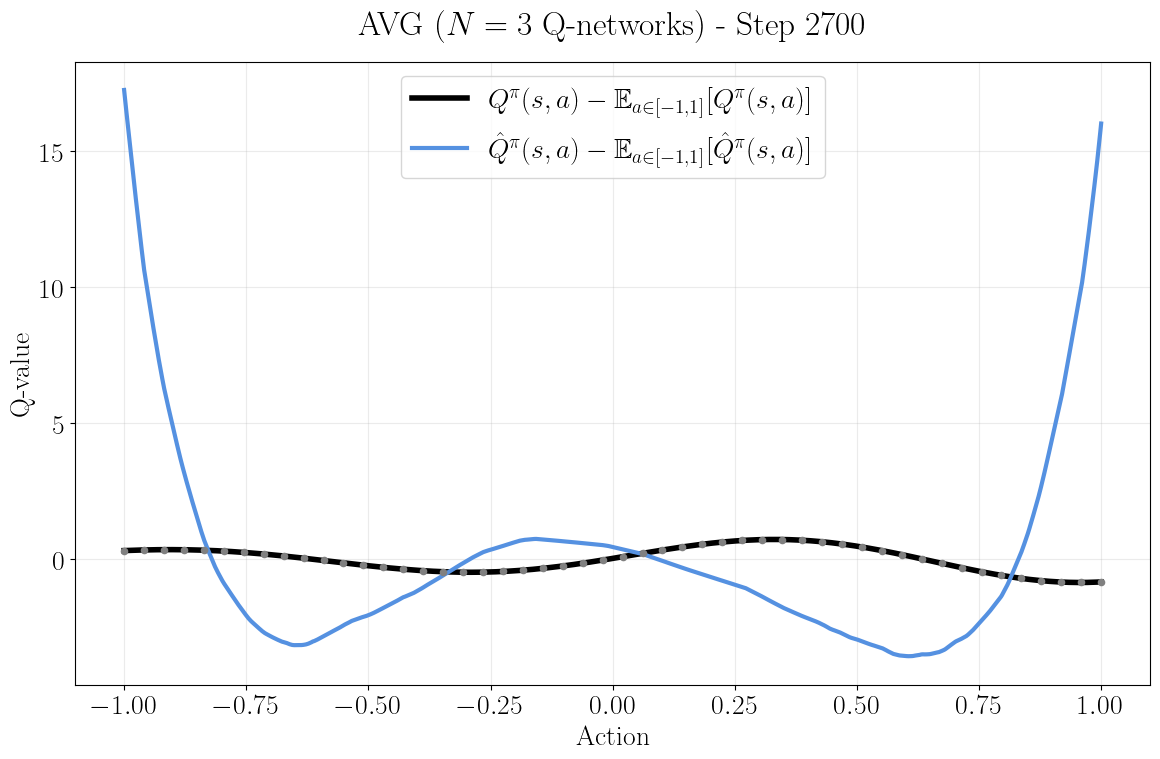 AVG (N = 3 Q-networks) - Step 2700
Q^π(s, a) − 𝔼_{a∈[−1,1]}[Q^π(s, a)]
Q̂^π(s, a) − 𝔼_{a∈[−1,1]}[Q̂^π(s, a)]
15
10
5
0
Q-value
−1.00 −0.75 −0.50 −0.25 0.00 0.25 0.50 0.75 1.00
Action